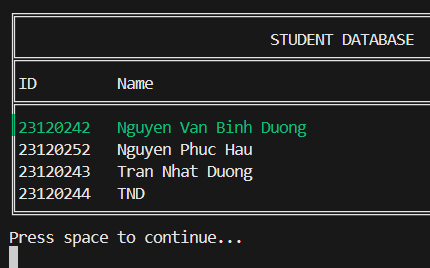 STUDENT DATABASE
ID Name
23120242 Nguyen Van Binh Duong
23120252 Nguyen Phuc Hau
23120243 Tran Nhat Duong
23120244 TND
Press space to continue...